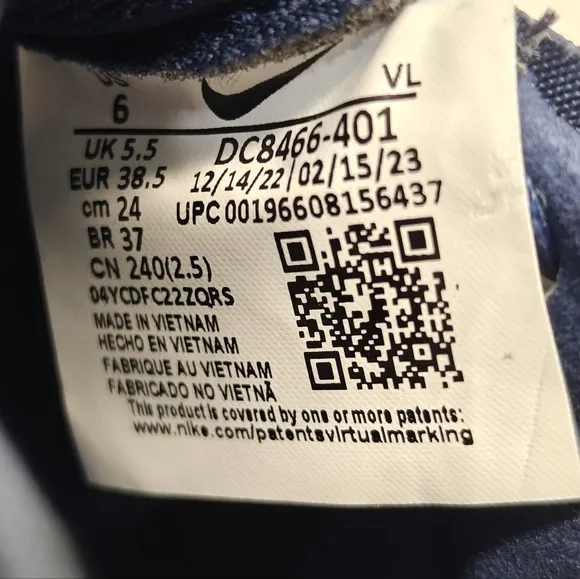 6
VL
UK 5.5
DC8466-401
EUR 38.5
12/14/22/02/15/23
cm 24
UPC 00196608156437
BR 37
CN 240(2.5)
04YCDFC22ZQRS
MADE IN VIETNAM
HECHO EN VIETNAM
FABRIQUE AU VIETNAM
FABRICADO NO VIETNÃ
This product is covered by one or more patents:
www.nike.com/patentsvirtualmarking